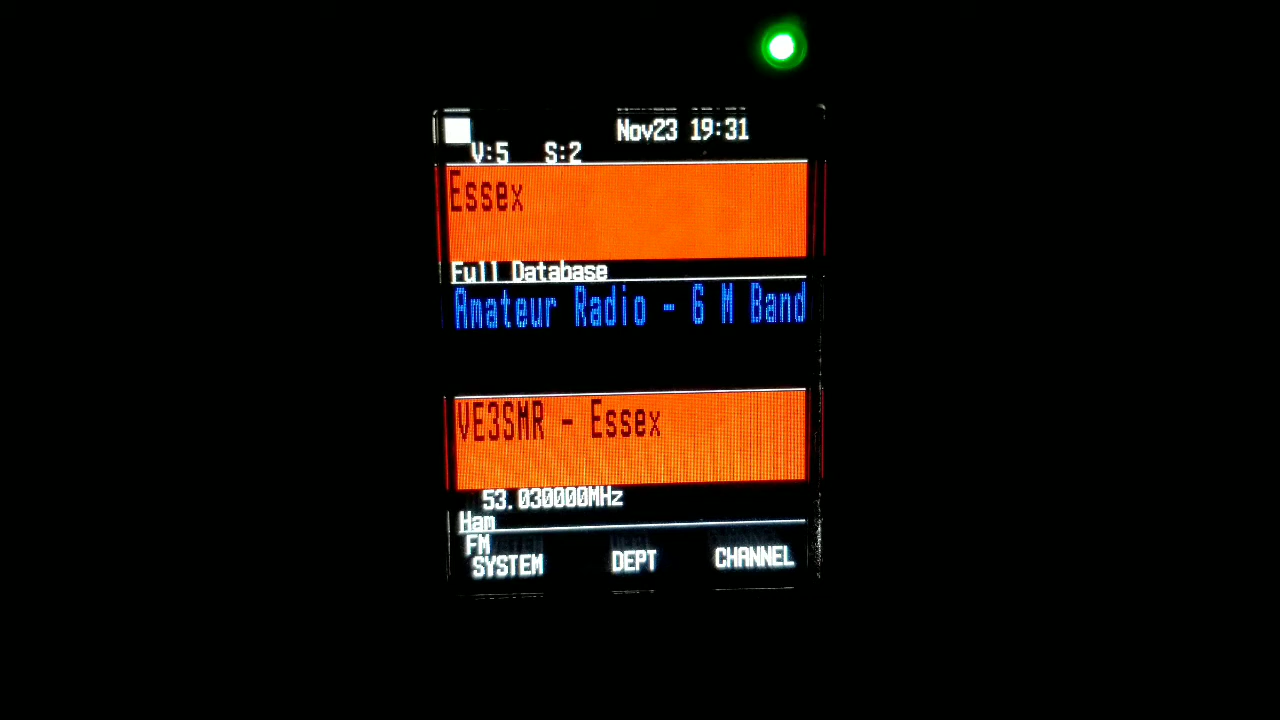 Nov23 19:31
V:5 S:2
Essex
Full Database
Amateur Radio - 6 M Band
VE3SMR - Essex
53.030000MHz
Ham
FM
SYSTEM DEPT CHANNEL